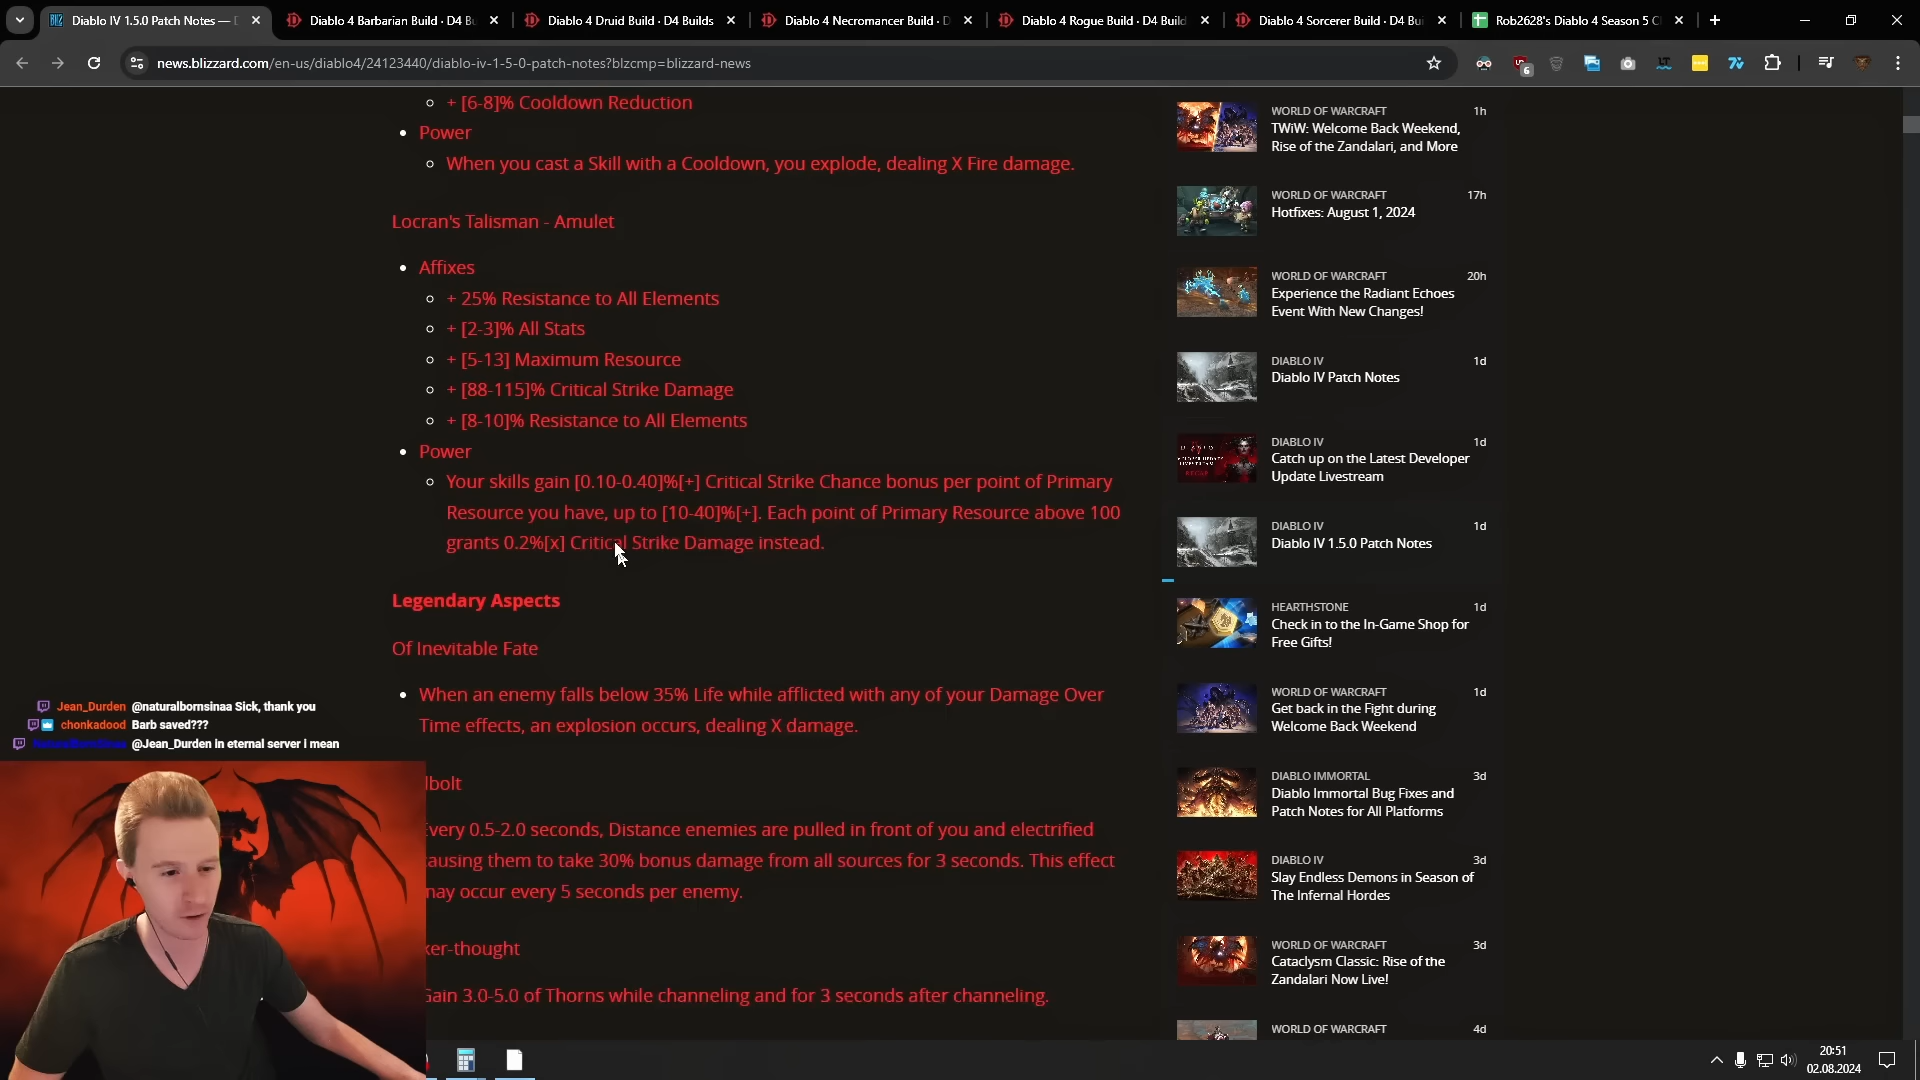 Diablo IV 1.5.0 Patch Notes —
Diablo 4 Barbarian Build · D4 Bu
Diablo 4 Druid Build · D4 Builds
Diablo 4 Necromancer Build · D
Diablo 4 Rogue Build · D4 Build
Diablo 4 Sorcerer Build · D4 Bui
Rob2628's Diablo 4 Season 5 C
news.blizzard.com/en-us/diablo4/24123440/diablo-iv-1-5-0-patch-notes?blzcmp=blizzard-news
6
+ [6-8]% Cooldown Reduction
Power
When you cast a Skill with a Cooldown, you explode, dealing X Fire damage.
Locran's Talisman - Amulet
Affixes
+ 25% Resistance to All Elements
+ [2-3]% All Stats
+ [5-13] Maximum Resource
+ [88-115]% Critical Strike Damage
+ [8-10]% Resistance to All Elements
Power
Your skills gain [0.10-0.40]%[+] Critical Strike Chance bonus per point of Primary
Resource you have, up to [10-40]%[+]. Each point of Primary Resource above 100
grants 0.2%[x] Critical Strike Damage instead.
Legendary Aspects
Of Inevitable Fate
When an enemy falls below 35% Life while afflicted with any of your Damage Over
Time effects, an explosion occurs, dealing X damage.
lbolt
Every 0.5-2.0 seconds, Distance enemies are pulled in front of you and electrified
causing them to take 30% bonus damage from all sources for 3 seconds. This effect
may occur every 5 seconds per enemy.
ker-thought
Gain 3.0-5.0 of Thorns while channeling and for 3 seconds after channeling.
Jean_Durden @naturalbornsinaa Sick, thank you
chonkadood Barb saved???
@Jean_Durden in eternal server I mean
WORLD OF WARCRAFT 1h
TWiW: Welcome Back Weekend,
Rise of the Zandalari, and More
WORLD OF WARCRAFT 17h
Hotfixes: August 1, 2024
WORLD OF WARCRAFT 20h
Experience the Radiant Echoes
Event With New Changes!
DIABLO IV 1d
Diablo IV Patch Notes
DIABLO IV 1d
Catch up on the Latest Developer
Update Livestream
DIABLO IV 1d
Diablo IV 1.5.0 Patch Notes
HEARTHSTONE 1d
Check in to the In-Game Shop for
Free Gifts!
WORLD OF WARCRAFT 1d
Get back in the Fight during
Welcome Back Weekend
DIABLO IMMORTAL 3d
Diablo Immortal Bug Fixes and
Patch Notes for All Platforms
DIABLO IV 3d
Slay Endless Demons in Season of
The Infernal Hordes
WORLD OF WARCRAFT 3d
Cataclysm Classic: Rise of the
Zandalari Now Live!
WORLD OF WARCRAFT 4d
20:51
02.08.2024